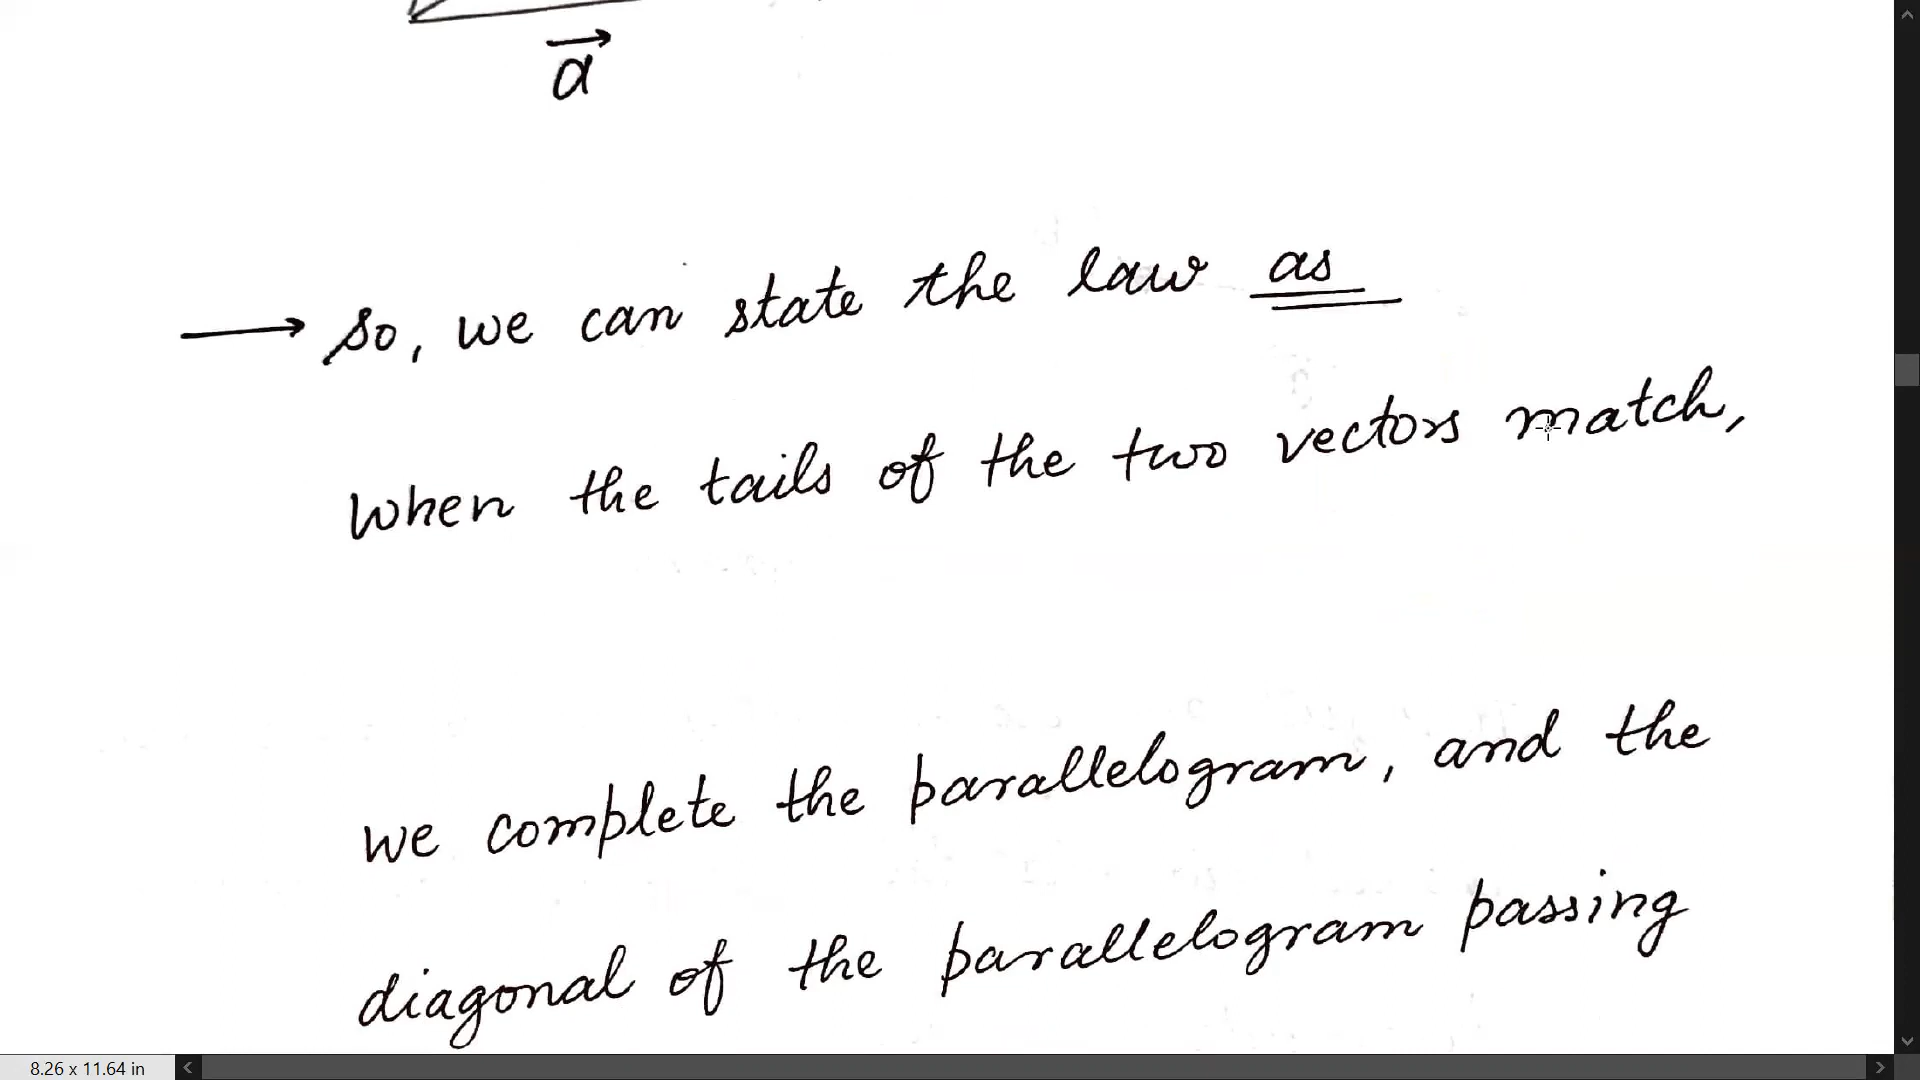 a
So, we can state the law as
When the tails of the two vectors match,
we complete the parallelogram, and the
diagonal of the parallelogram passing
8.26 x 11.64 in